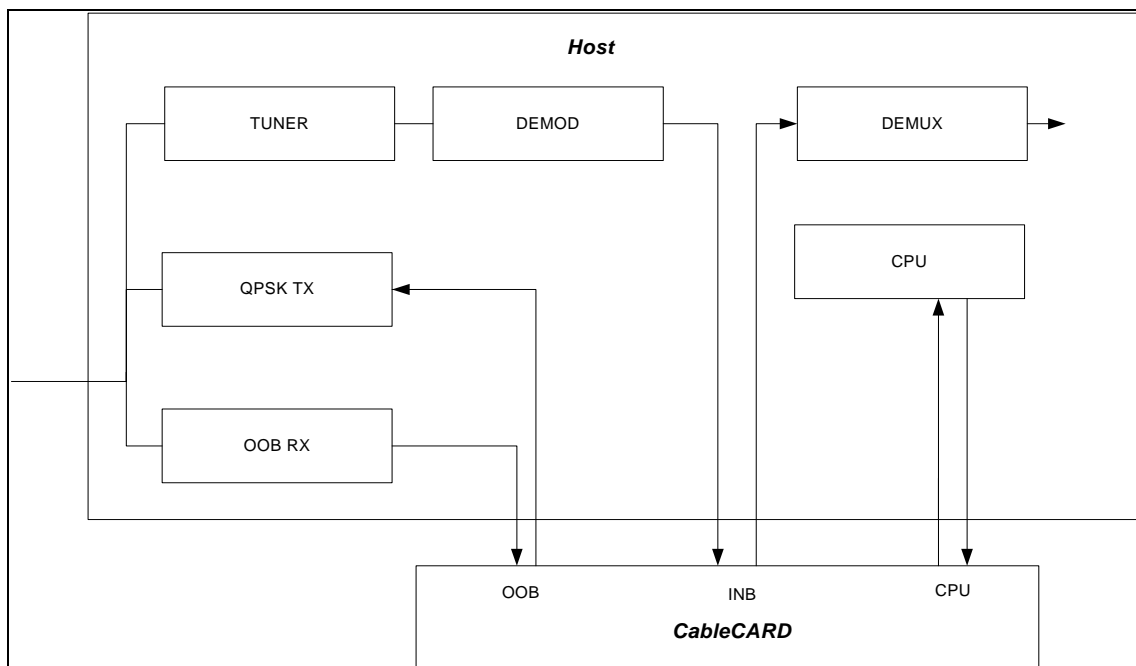 Host
TUNER
DEMOD
DEMUX
QPSK TX
CPU
OOB RX
OOB
INB
CPU
CableCARD